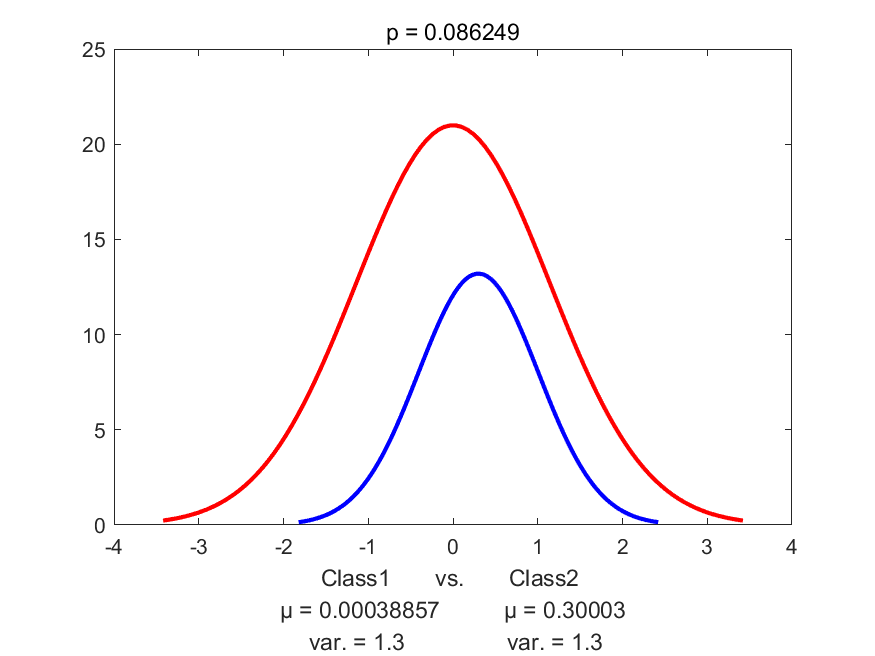 p = 0.086249
25
20
15
10
5
0
-4 -3 -2 -1 0 1 2 3 4
Class1 vs. Class2
μ = 0.00038857 μ = 0.30003
var. = 1.3 var. = 1.3